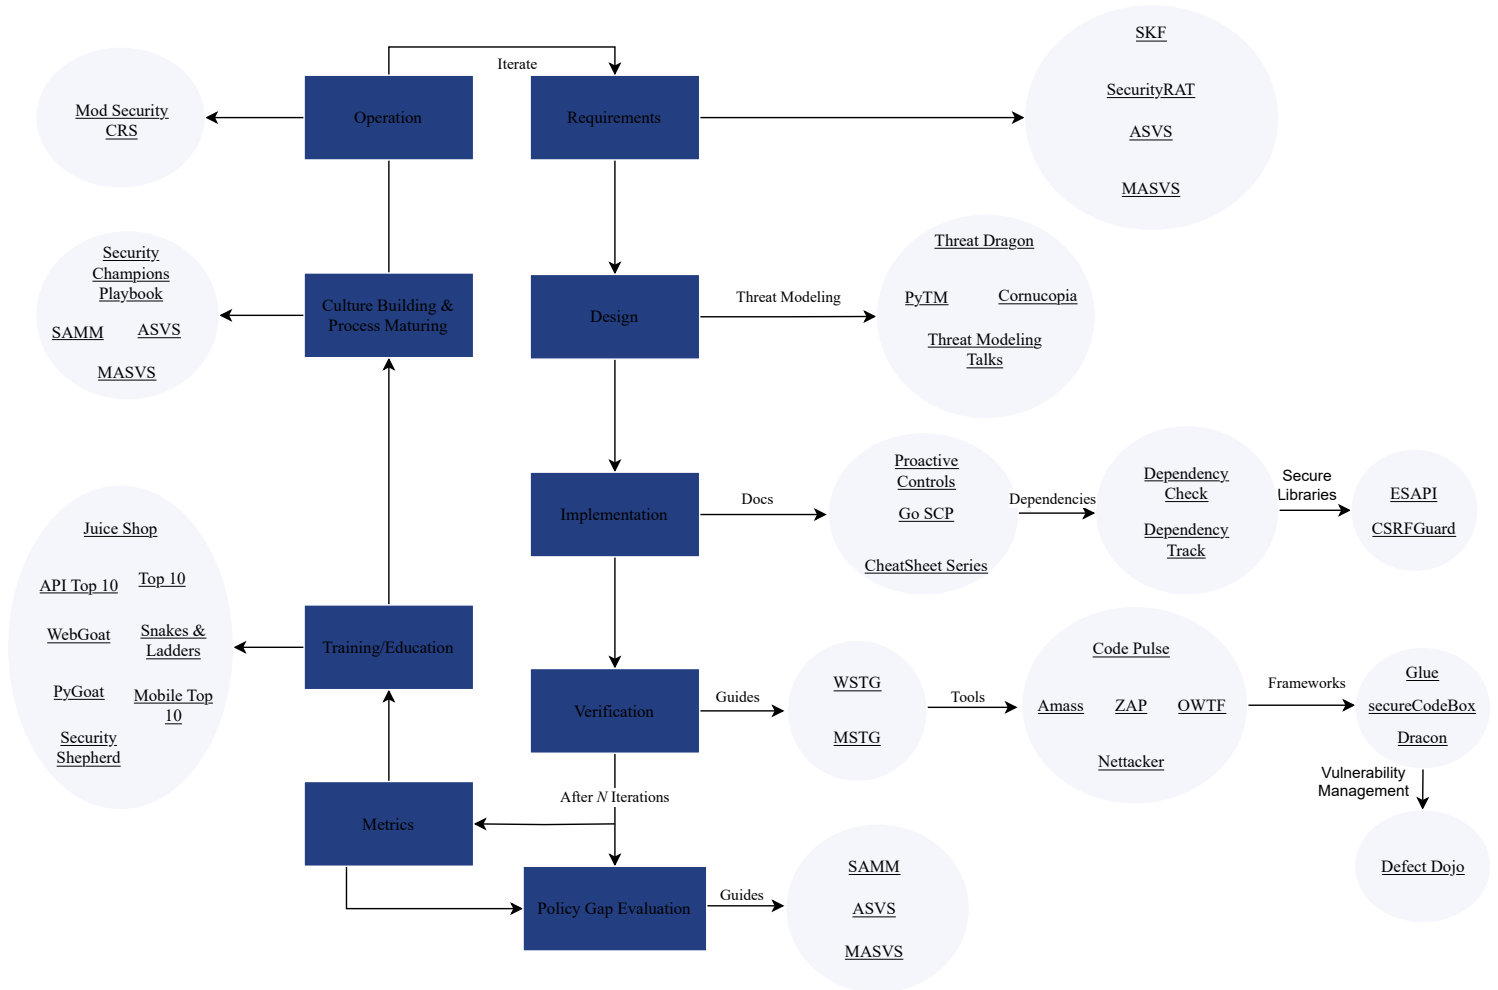 Iterate
Operation
Mod Security
CRS
Requirements
SKF
SecurityRAT
ASVS
MASVS
Culture Building &
Process Maturing
Security
Champions
Playbook
SAMM
ASVS
MASVS
Design
Threat Modeling
Threat Dragon
PyTM
Cornucopia
Threat Modeling
Talks
Implementation
Docs
Proactive
Controls
Go SCP
CheatSheet Series
Dependencies
Dependency
Check
Dependency
Track
Secure
Libraries
ESAPI
CSRFGuard
Training/Education
Juice Shop
API Top 10
Top 10
WebGoat
Snakes &
Ladders
PyGoat
Mobile Top
10
Security
Shepherd
Verification
Guides
WSTG
MSTG
Tools
Code Pulse
Amass
ZAP
OWTF
Nettacker
Frameworks
Glue
secureCodeBox
Dracon
Vulnerability
Management
Defect Dojo
After N Iterations
Metrics
Policy Gap Evaluation
Guides
SAMM
ASVS
MASVS